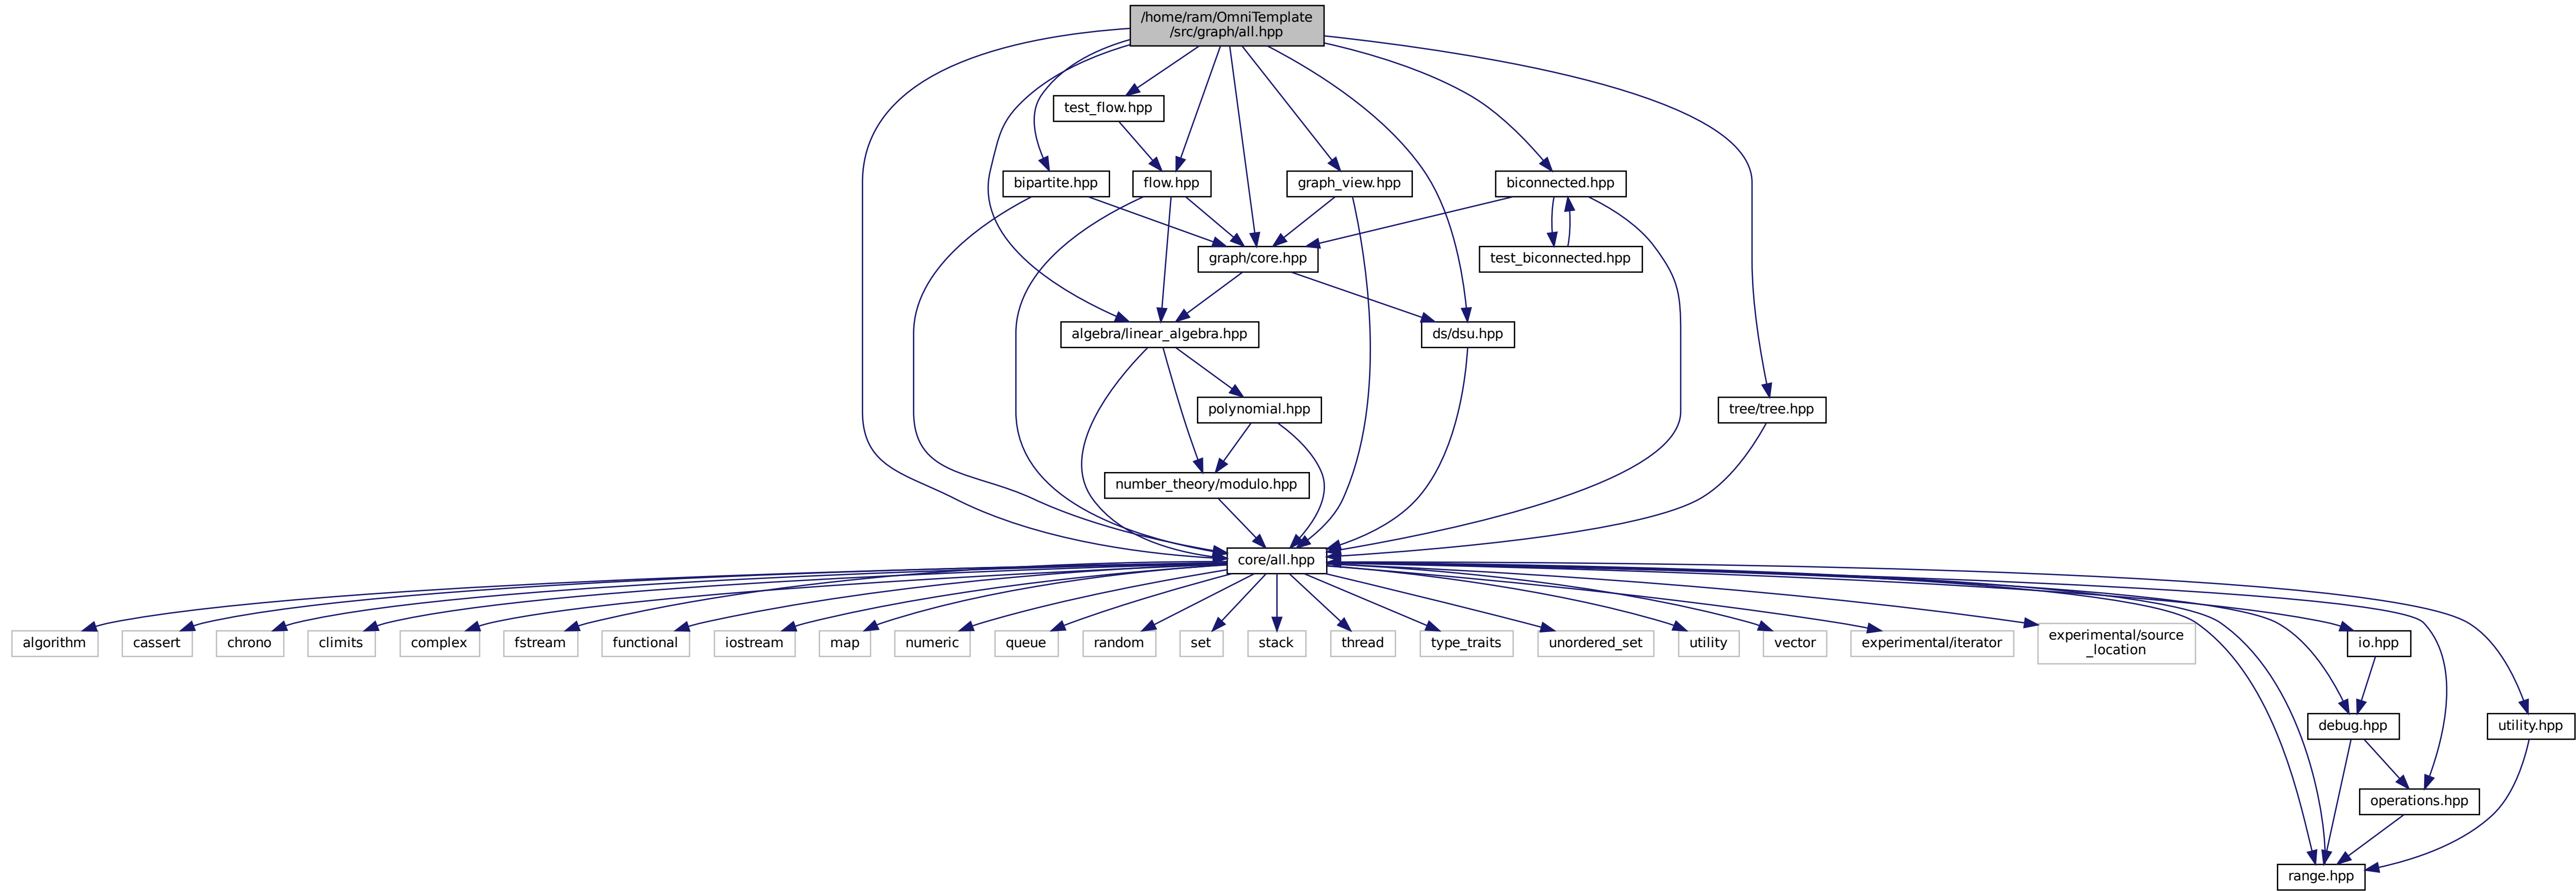 /home/ram/OmniTemplate
/src/graph/all.hpp
test_flow.hpp
bipartite.hpp
flow.hpp
graph_view.hpp
biconnected.hpp
graph/core.hpp
test_biconnected.hpp
algebra/linear_algebra.hpp
ds/dsu.hpp
polynomial.hpp
tree/tree.hpp
number_theory/modulo.hpp
core/all.hpp
algorithm
cassert
chrono
climits
complex
fstream
functional
iostream
map
numeric
queue
random
set
stack
thread
type_traits
unordered_set
utility
vector
experimental/iterator
experimental/source
_location
io.hpp
debug.hpp
utility.hpp
operations.hpp
range.hpp